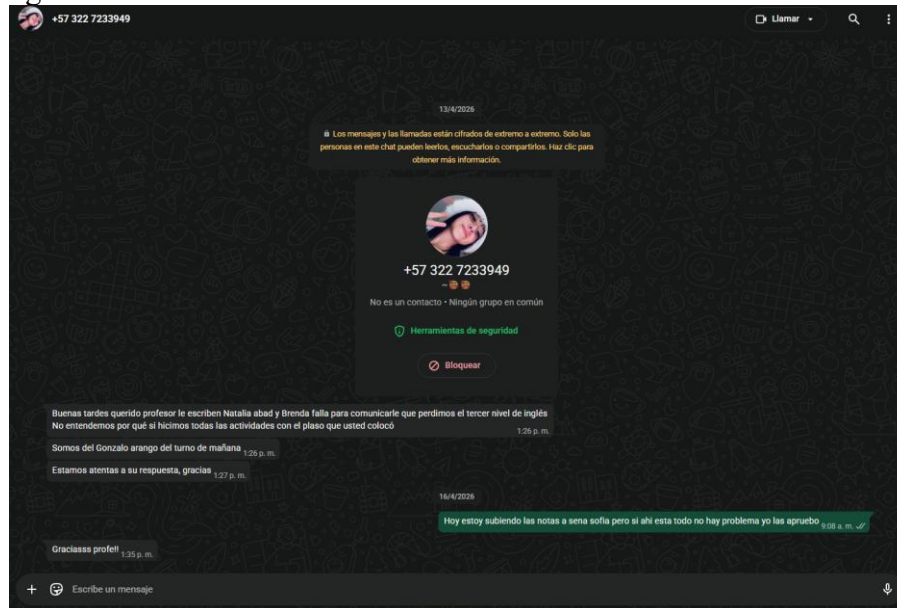 +57 322 7233949
Llamar
13/4/2026
Los mensajes y las llamadas están cifrados de extremo a extremo. Solo las
personas en este chat pueden leerlos, escucharlos o compartirlos. Haz clic para
obtener más información.
+57 322 7233949
~
No es un contacto • Ningún grupo en común
Herramientas de seguridad
Bloquear
Buenas tardes querido profesor le escriben Natalia abad y Brenda falla para comunicarle que perdimos el tercer nivel de inglés
No entendemos por qué si hicimos todas las actividades con el plaso que usted colocó
1:26 p. m.
Somos del Gonzalo arango del turno de mañana 1:26 p. m.
Estamos atentas a su respuesta, gracias 1:27 p. m.
16/4/2026
Hoy estoy subiendo las notas a sena sofia pero si ahi esta todo no hay problema yo las apruebo 9:08 a. m.
Graciasss profe!! 1:35 p. m.
Escribe un mensaje